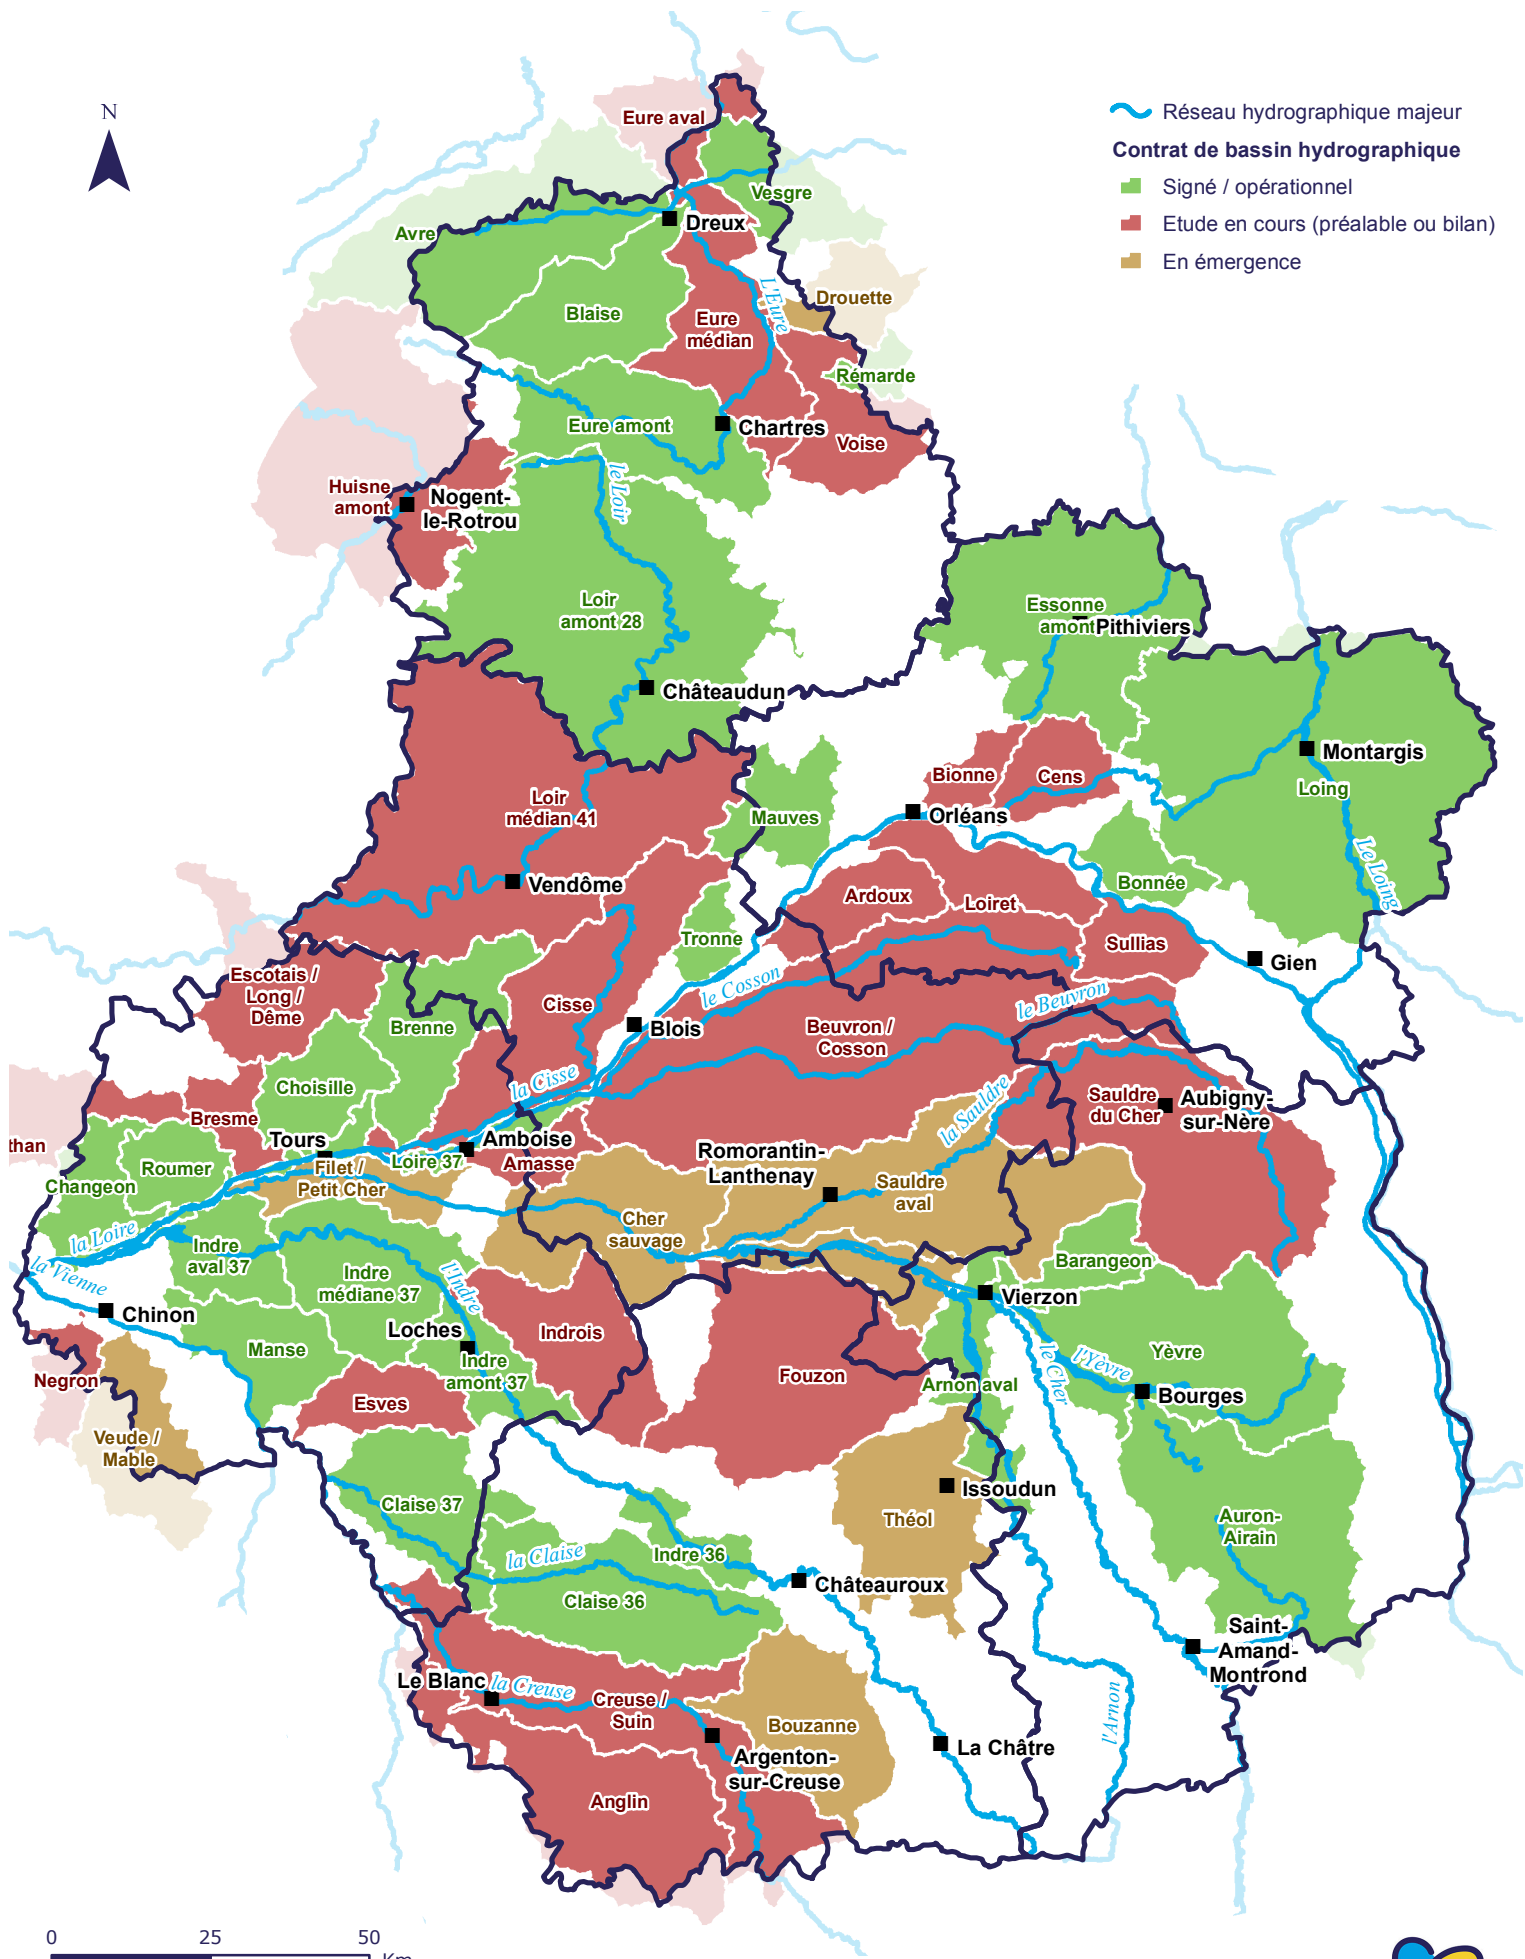 N
Réseau hydrographique majeur
Contrat de bassin hydrographique
Signé / opérationnel
Etude en cours (préalable ou bilan)
En émergence
Eure aval
Vesgre
Avre
Dreux
Drouette
L'Eure
Blaise
Eure
médian
Rémarde
Eure amont
Chartres
Voise
le Loir
Huisne
amont
Nogent-
le-Rotrou
Loir
amont 28
Essonne
amont
Pithiviers
Châteaudun
Montargis
Loing
Bionne
Cens
Loir
médian 41
Mauves
Orléans
Le Loing
Vendôme
Ardoux
Loiret
Bonnée
Tronne
Sullias
Gien
Escotais /
Long /
Dême
le Cosson
Cisse
le Beuvron
Brenne
Blois
Beuvron /
Cosson
Choisille
la Cisse
la Sauldre
Sauldre
du Cher
Aubigny-
sur-Nère
Bresme
than
Tours
Amboise
Loire 37
Amasse
Romorantin-
Lanthenay
Roumer
Changeon
Filet /
Petit Cher
Sauldre
aval
Cher
sauvage
la Loire
Indre
aval 37
Barangeon
la Vienne
Indre
médiane 37
l'Indre
Vierzon
Chinon
Loches
Indrois
Manse
Indre
amont 37
Yèvre
l'Yèvre
le Cher
Negron
Fouzon
Arnon aval
Bourges
Esves
Veude /
Mable
Claise 37
Issoudun
Théol
Auron-
Airain
la Claise
Indre 36
Châteauroux
Claise 36
Saint-
Amand-
Montrond
Le Blanc
la Creuse
Creuse /
Suin
Bouzanne
l'Arnon
La Châtre
Argenton-
sur-Creuse
Anglin
0 25 50
Km